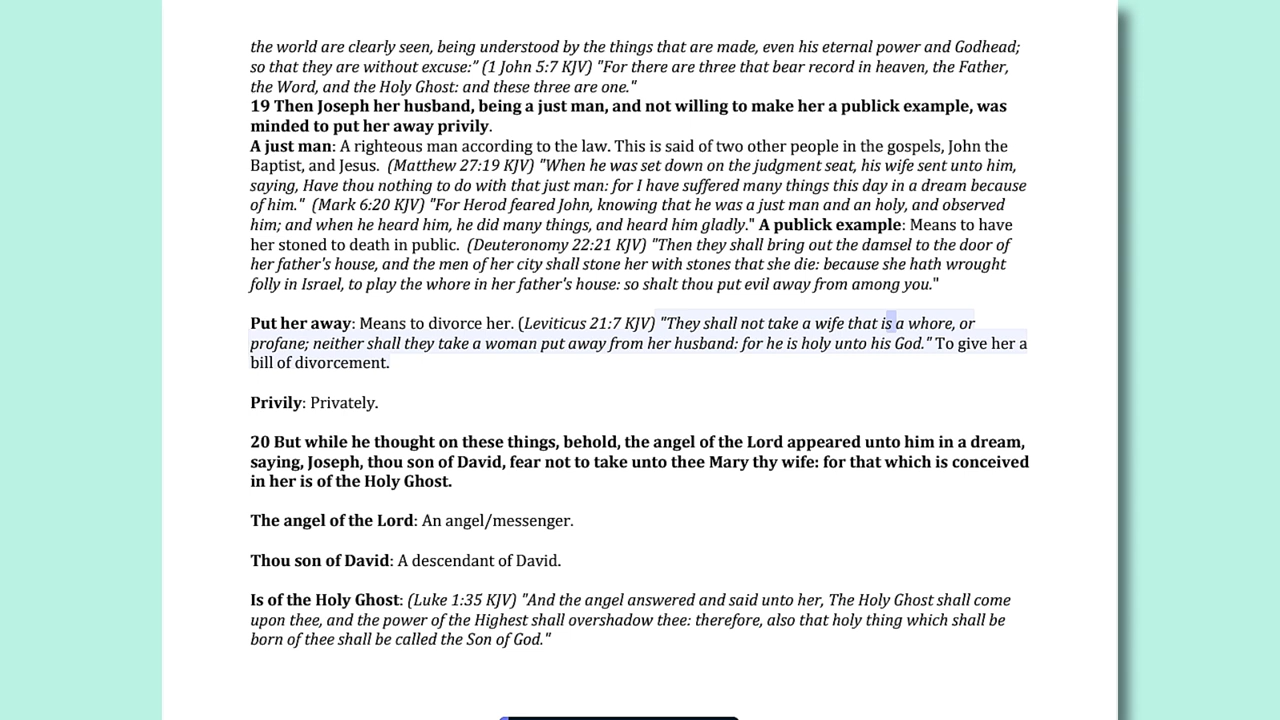 the world are clearly seen, being understood by the things that are made, even his eternal power and Godhead;
so that they are without excuse:" (1 John 5:7 KJV) "For there are three that bear record in heaven, the Father,
the Word, and the Holy Ghost: and these three are one."
19 Then Joseph her husband, being a just man, and not willing to make her a publick example, was
minded to put her away privily.
A just man: A righteous man according to the law. This is said of two other people in the gospels, John the
Baptist, and Jesus.  (Matthew 27:19 KJV) "When he was set down on the judgment seat, his wife sent unto him,
saying, Have thou nothing to do with that just man: for I have suffered many things this day in a dream because
of him."  (Mark 6:20 KJV) "For Herod feared John, knowing that he was a just man and an holy, and observed
him; and when he heard him, he did many things, and heard him gladly." A publick example: Means to have
her stoned to death in public.  (Deuteronomy 22:21 KJV) "Then they shall bring out the damsel to the door of
her father's house, and the men of her city shall stone her with stones that she die: because she hath wrought
folly in Israel, to play the whore in her father's house: so shalt thou put evil away from among you."
Put her away: Means to divorce her. (Leviticus 21:7 KJV) "They shall not take a wife that is a whore, or
profane; neither shall they take a woman put away from her husband: for he is holy unto his God." To give her a
bill of divorcement.
Privily: Privately.
20 But while he thought on these things, behold, the angel of the Lord appeared unto him in a dream,
saying, Joseph, thou son of David, fear not to take unto thee Mary thy wife: for that which is conceived
in her is of the Holy Ghost.
The angel of the Lord: An angel/messenger.
Thou son of David: A descendant of David.
Is of the Holy Ghost: (Luke 1:35 KJV) "And the angel answered and said unto her, The Holy Ghost shall come
upon thee, and the power of the Highest shall overshadow thee: therefore, also that holy thing which shall be
born of thee shall be called the Son of God."